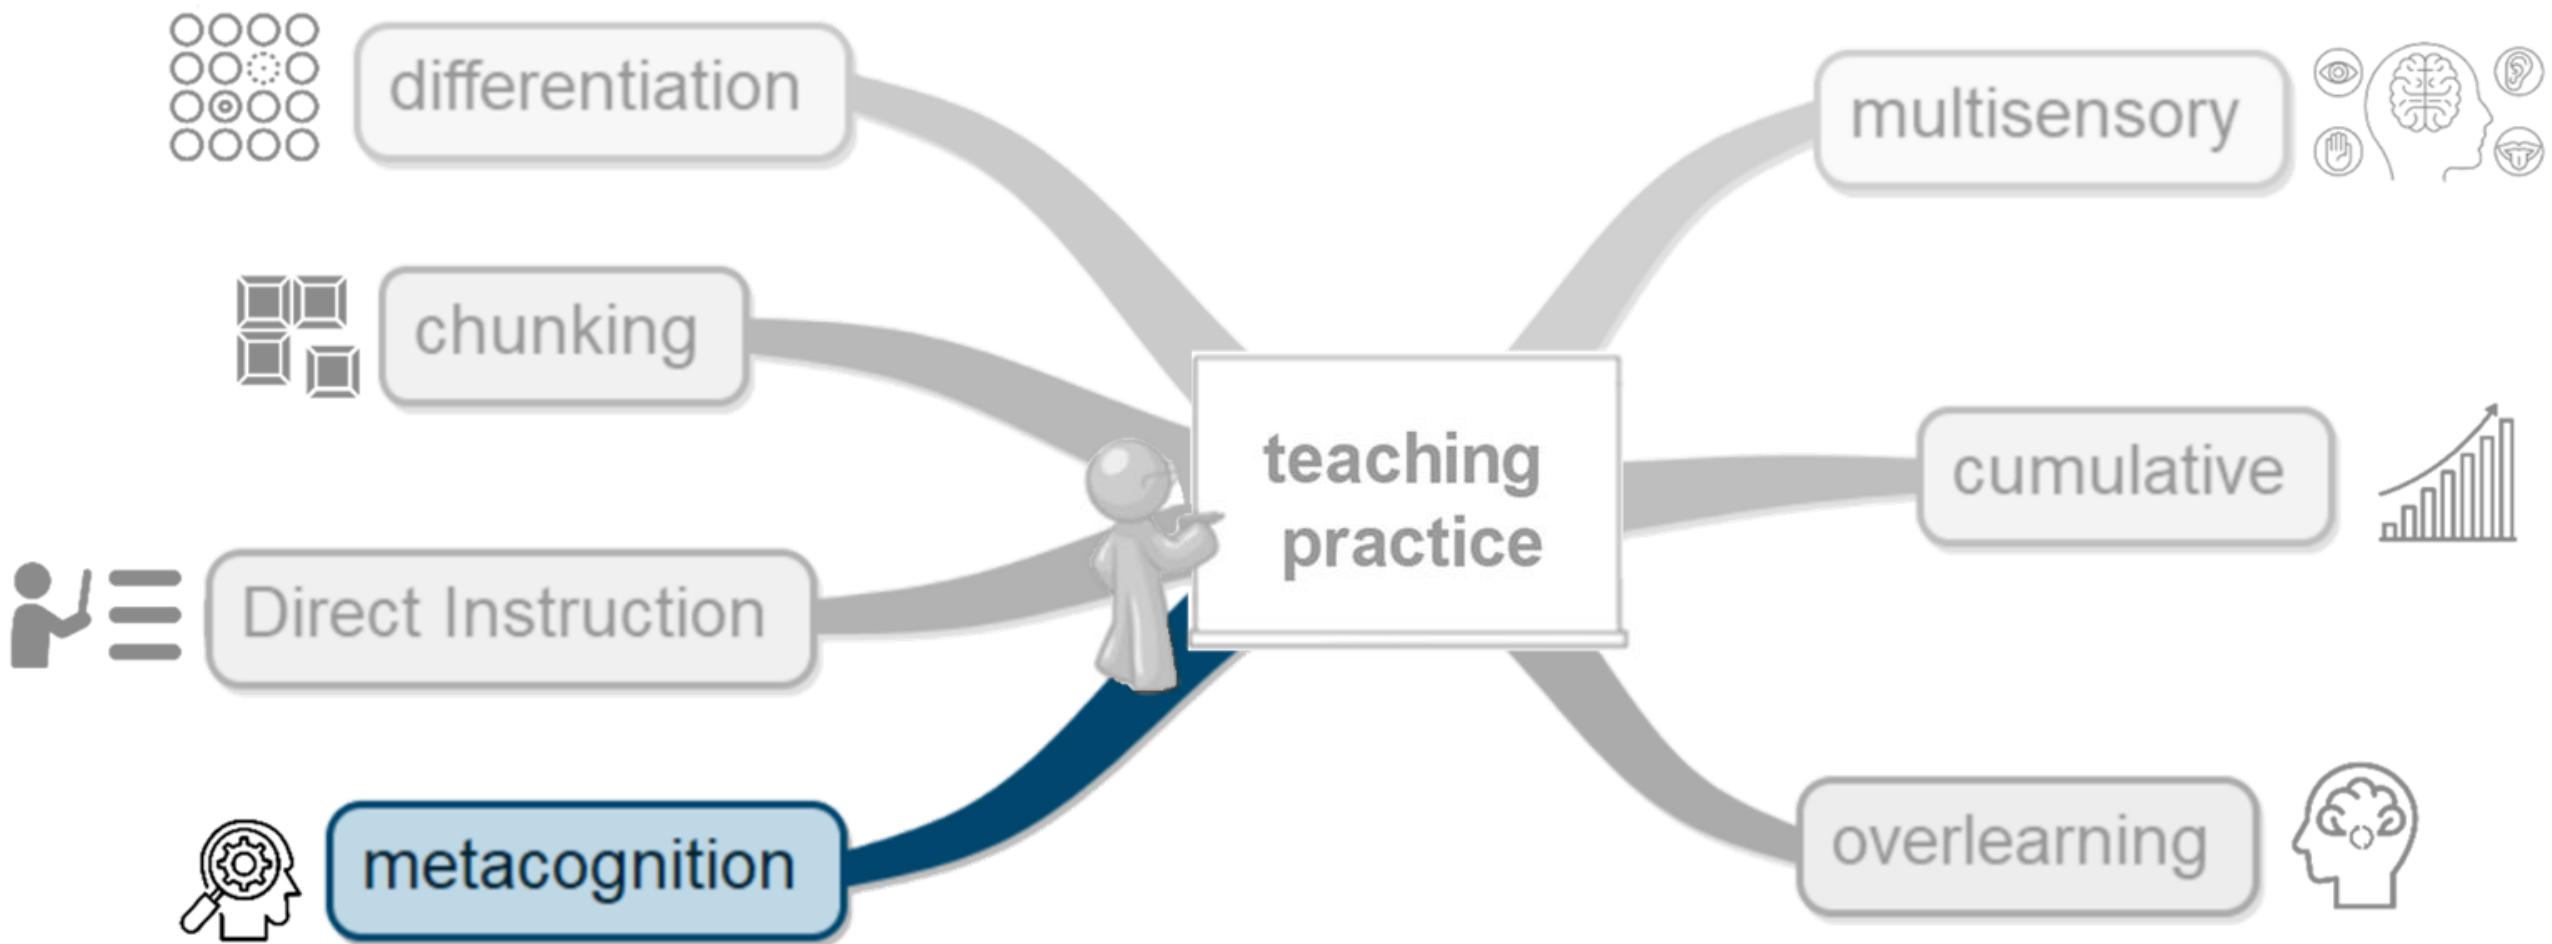 differentiation
multisensory
chunking
teaching
practice
cumulative
Direct Instruction
metacognition
overlearning